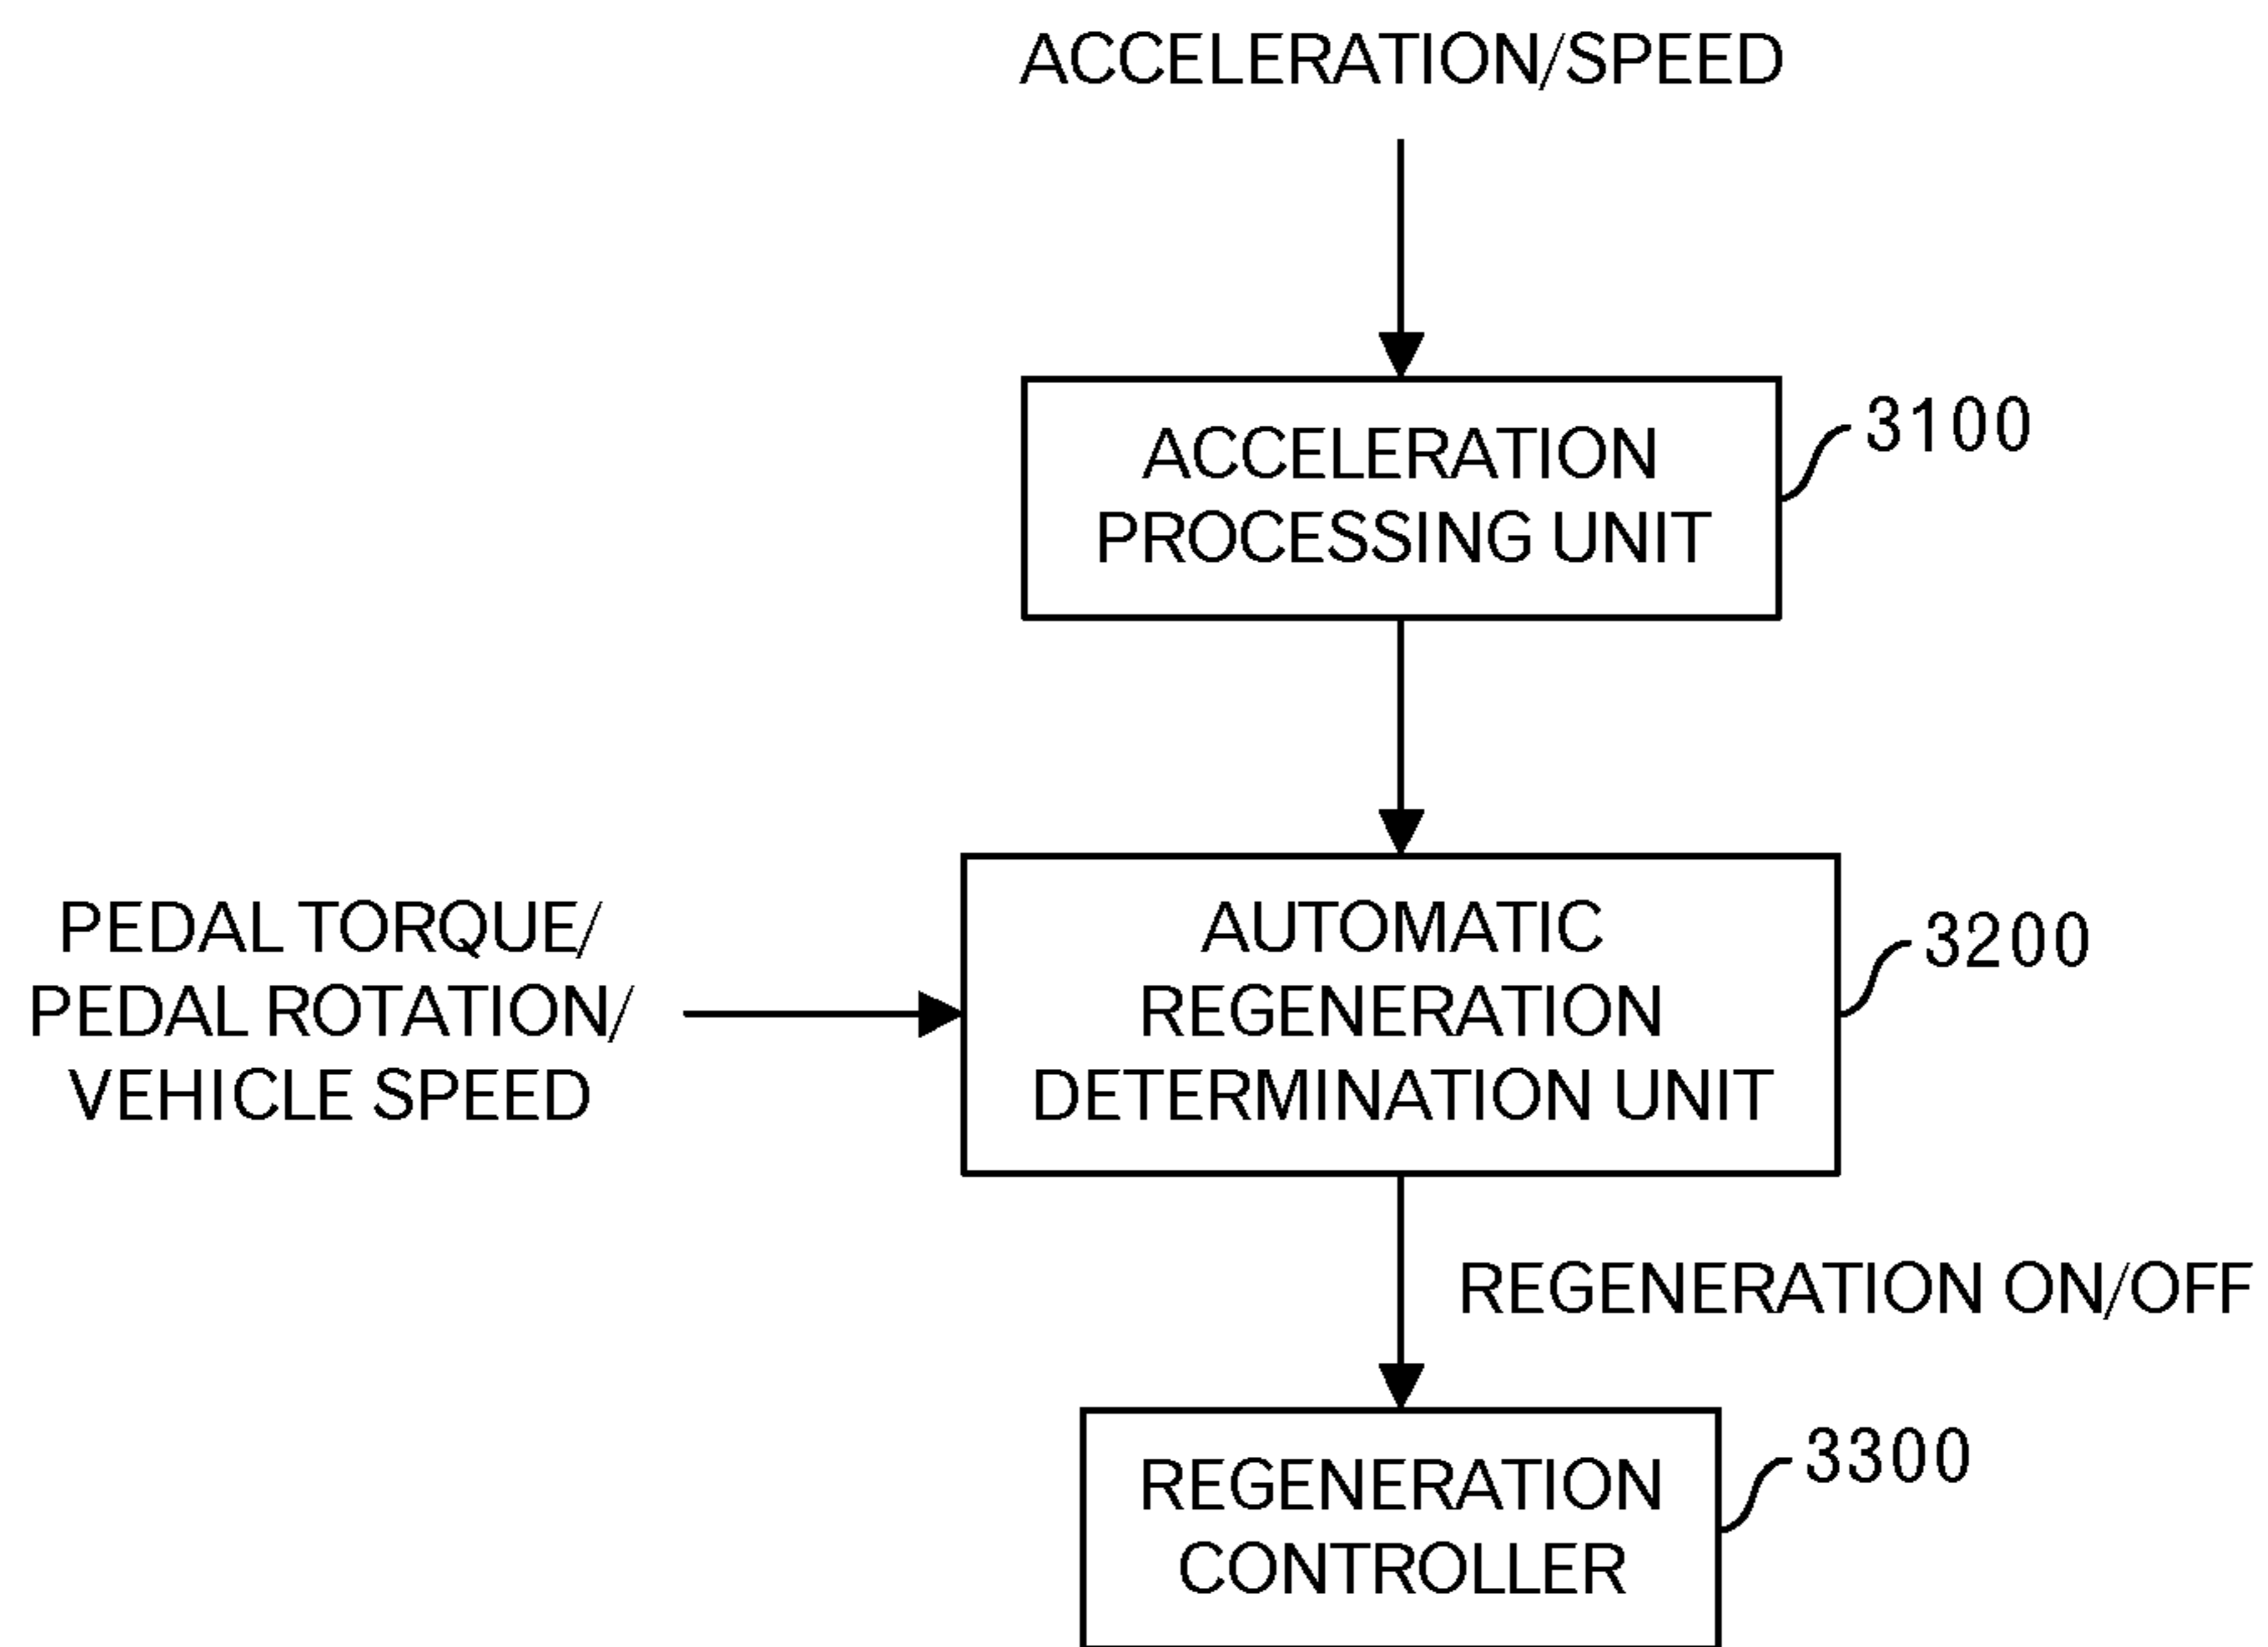 ACCELERATION/SPEED
ACCELERATION
PROCESSING UNIT
3100
PEDAL TORQUE/
PEDAL ROTATION/
VEHICLE SPEED
AUTOMATIC
REGENERATION
DETERMINATION UNIT
3200
REGENERATION ON/OFF
REGENERATION
CONTROLLER
3300